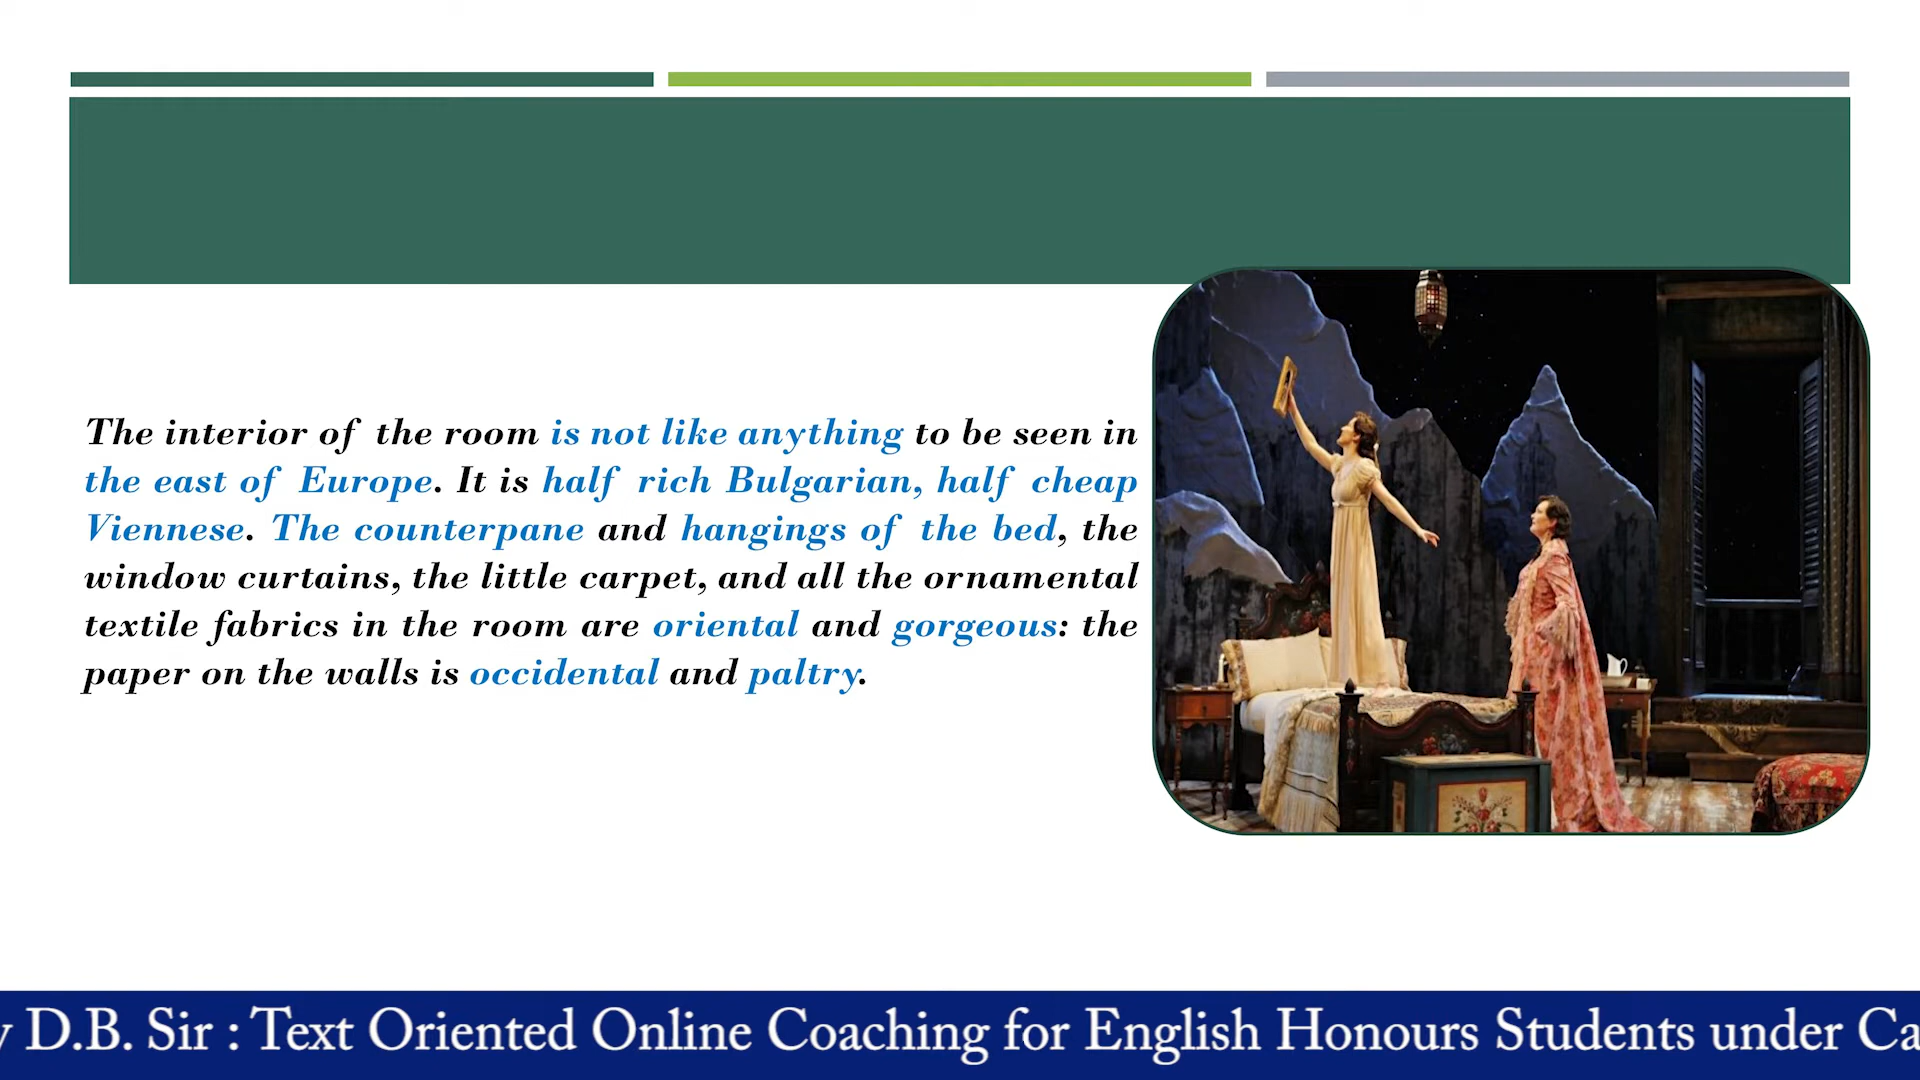 The interior of the room is not like anything to be seen in
the east of Europe. It is half rich Bulgarian, half cheap
Viennese. The counterpane and hangings of the bed, the
window curtains, the little carpet, and all the ornamental
textile fabrics in the room are oriental and gorgeous: the
paper on the walls is occidental and paltry.
D.B. Sir : Text Oriented Online Coaching for English Honours Students under